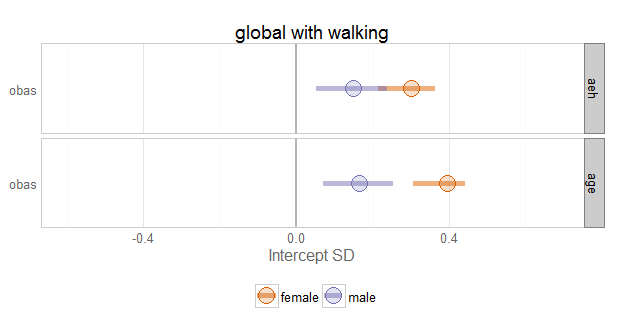 global with walking
obas
aeh
obas
age
-0.4 0.0 0.4
Intercept SD
female male